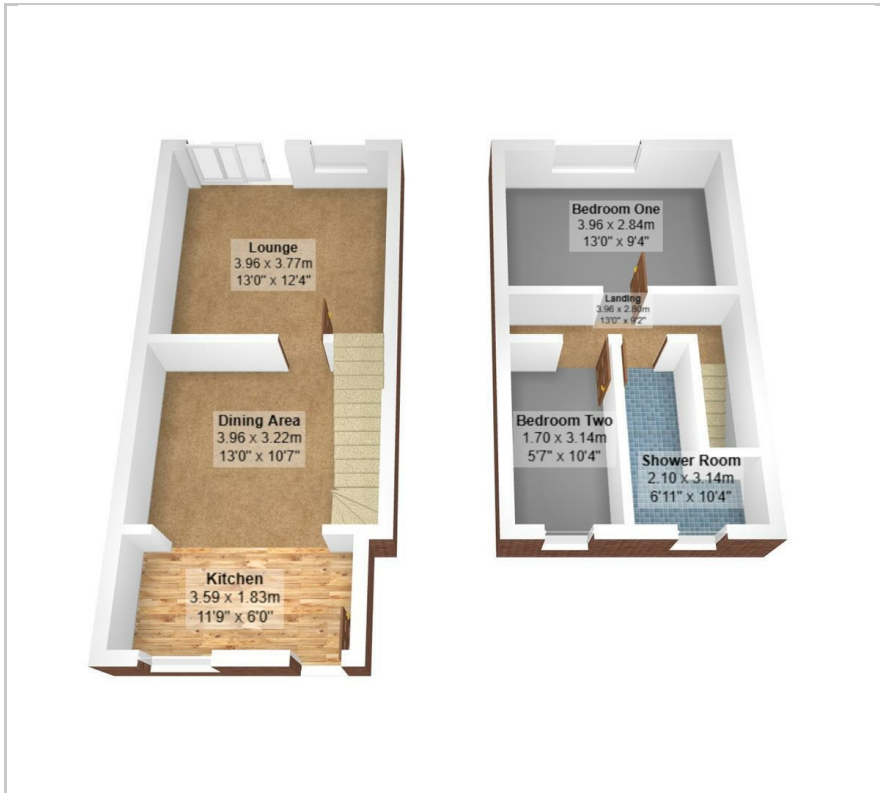 Lounge
3.96 x 3.77m
13'0" x 12'4"
Dining Area
3.96 x 3.22m
13'0" x 10'7"
Kitchen
3.59 x 1.83m
11'9" x 6'0"
Bedroom One
3.96 x 2.84m
13'0" x 9'4"
Landing
3.96 x 2.80m
13'0" x 9'2"
Bedroom Two
1.70 x 3.14m
5'7" x 10'4"
Shower Room
2.10 x 3.14m
6'11" x 10'4"